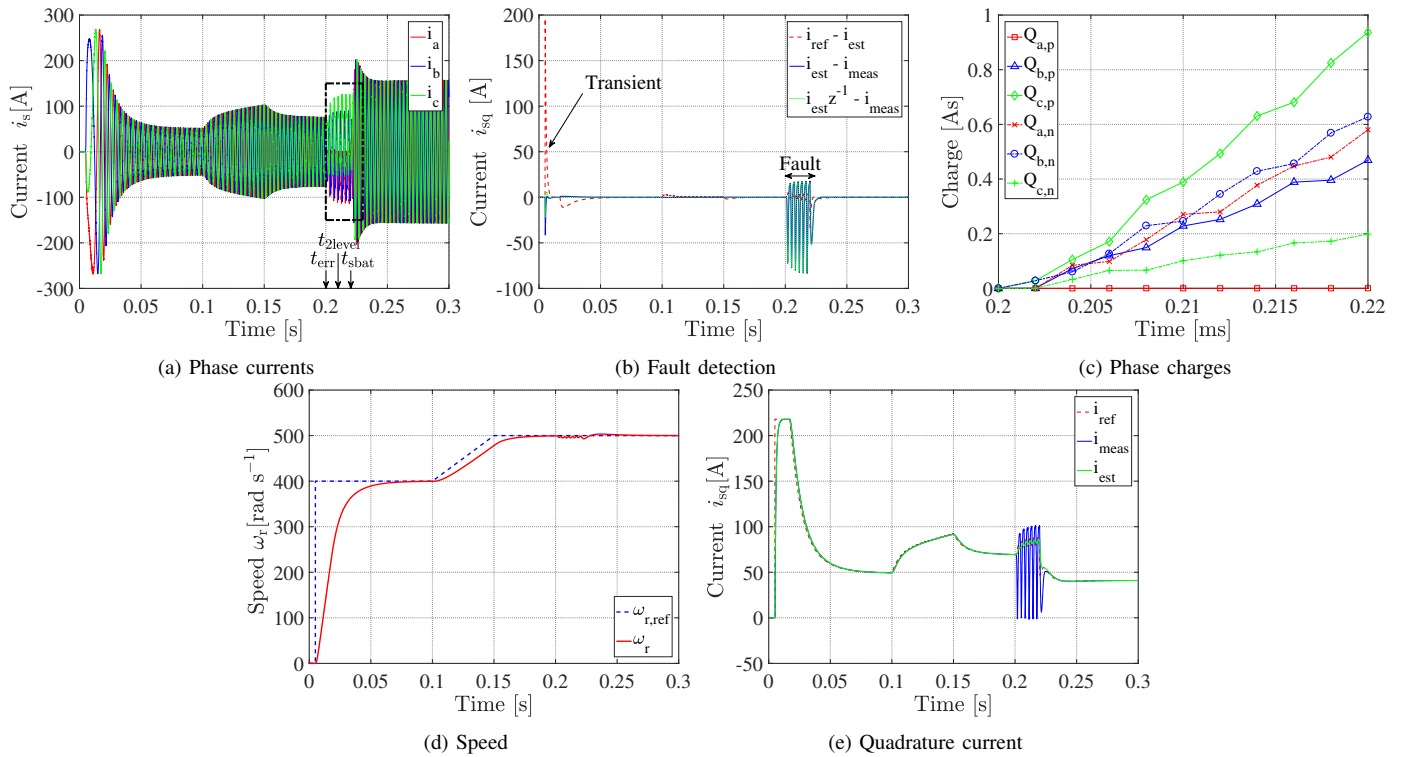 300
200
100
0
-100
-200
-300
0 0.05 0.1 0.15 0.2 0.25 0.3
Current i_s[A]
Time [s]
i_a
i_b
i_c
t_2level
t_err t_sbat
(a) Phase currents
200
150
100
50
0
-50
-100
0 0.05 0.1 0.15 0.2 0.25 0.3
Current i_sq [A]
Time [s]
i_ref - i_est
i_est - i_meas
i_est z^-1 - i_meas
Transient
Fault
(b) Fault detection
1
0.8
0.6
0.4
0.2
0
0.2 0.205 0.21 0.215 0.22
Charge [As]
Time [ms]
Q_a,p
Q_b,p
Q_c,p
Q_a,n
Q_b,n
Q_c,n
(c) Phase charges
600
500
400
300
200
100
0
0 0.05 0.1 0.15 0.2 0.25 0.3
Speed ω_r[rad s^−1]
Time [s]
ω_r,ref
ω_r
(d) Speed
250
200
150
100
50
0
-50
0 0.05 0.1 0.15 0.2 0.25 0.3
Current i_sq[A]
Time [s]
i_ref
i_meas
i_est
(e) Quadrature current